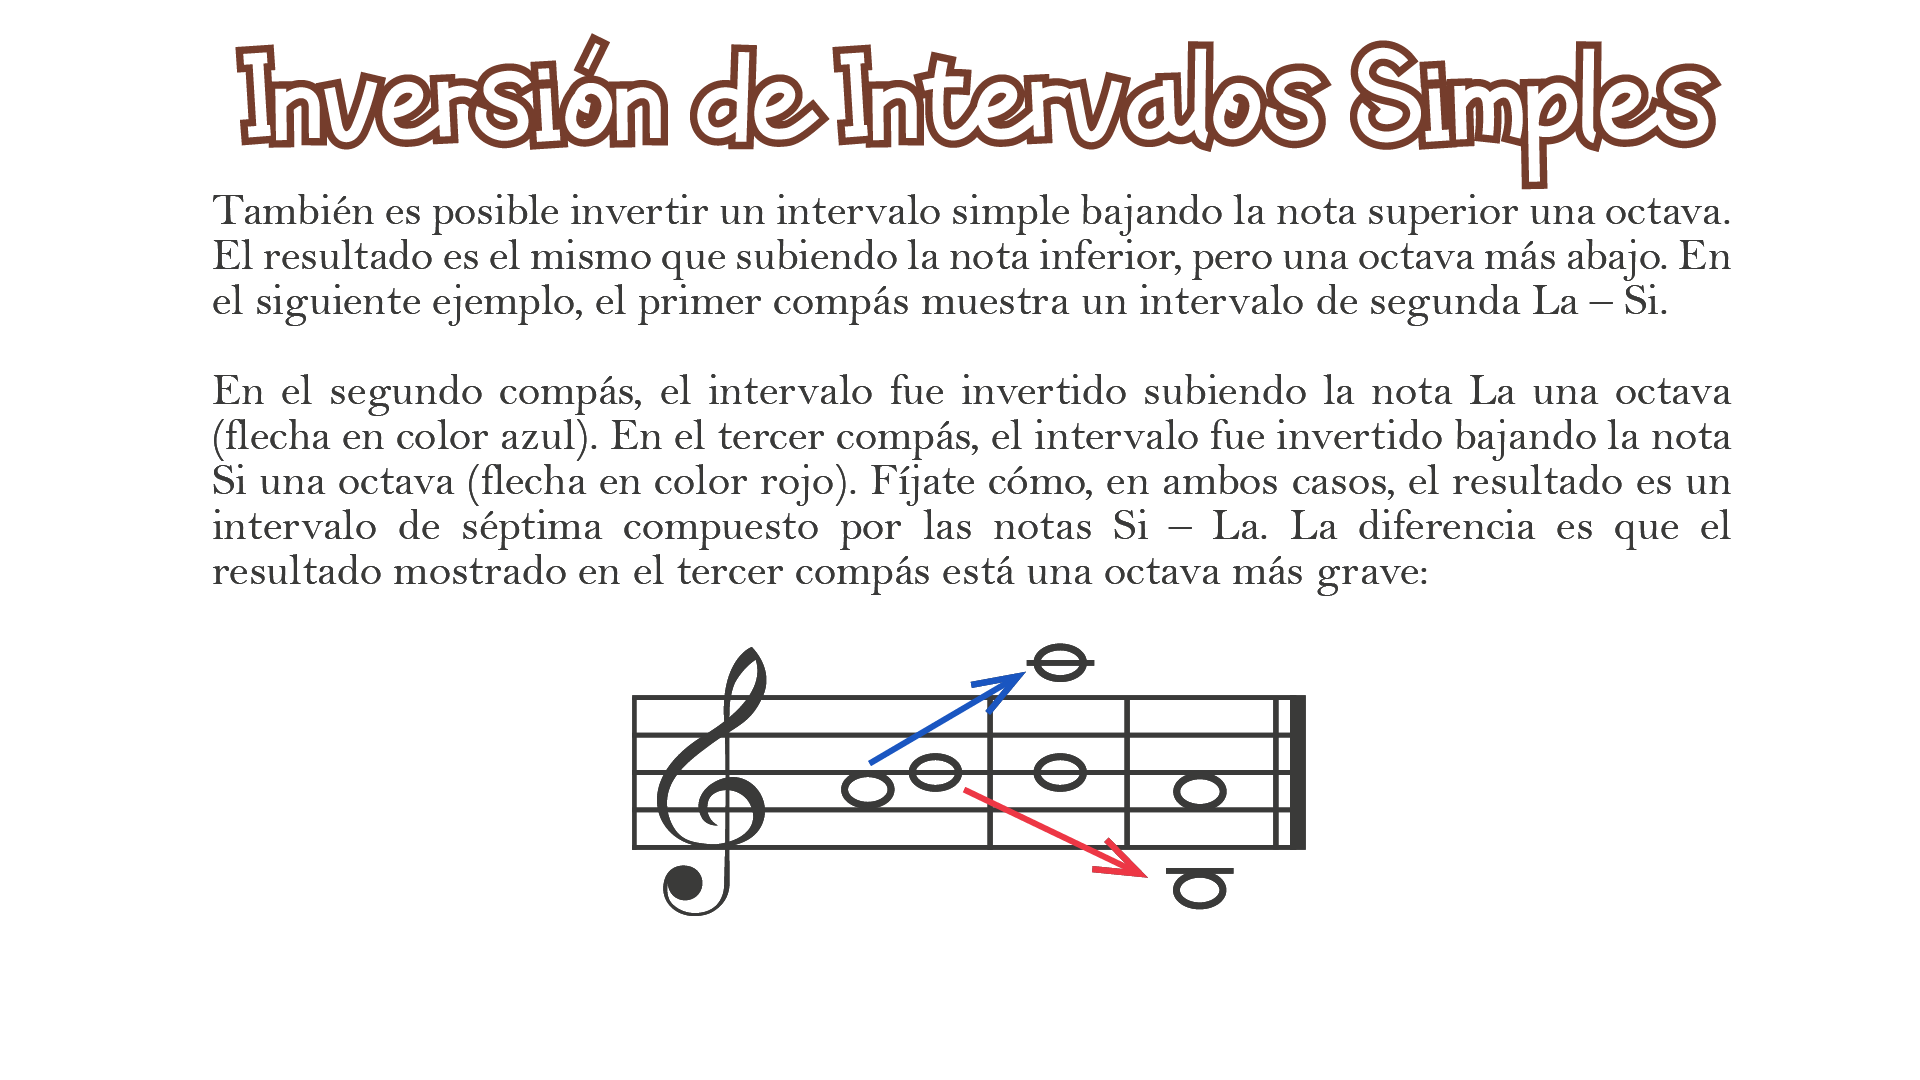 Inversión de Intervalos Simples
También es posible invertir un intervalo simple bajando la nota superior una octava.
El resultado es el mismo que subiendo la nota inferior, pero una octava más abajo. En
el siguiente ejemplo, el primer compás muestra un intervalo de segunda La – Si.
En el segundo compás, el intervalo fue invertido subiendo la nota La una octava
(flecha en color azul). En el tercer compás, el intervalo fue invertido bajando la nota
Si una octava (flecha en color rojo). Fíjate cómo, en ambos casos, el resultado es un
intervalo de séptima compuesto por las notas Si – La. La diferencia es que el
resultado mostrado en el tercer compás está una octava más grave: